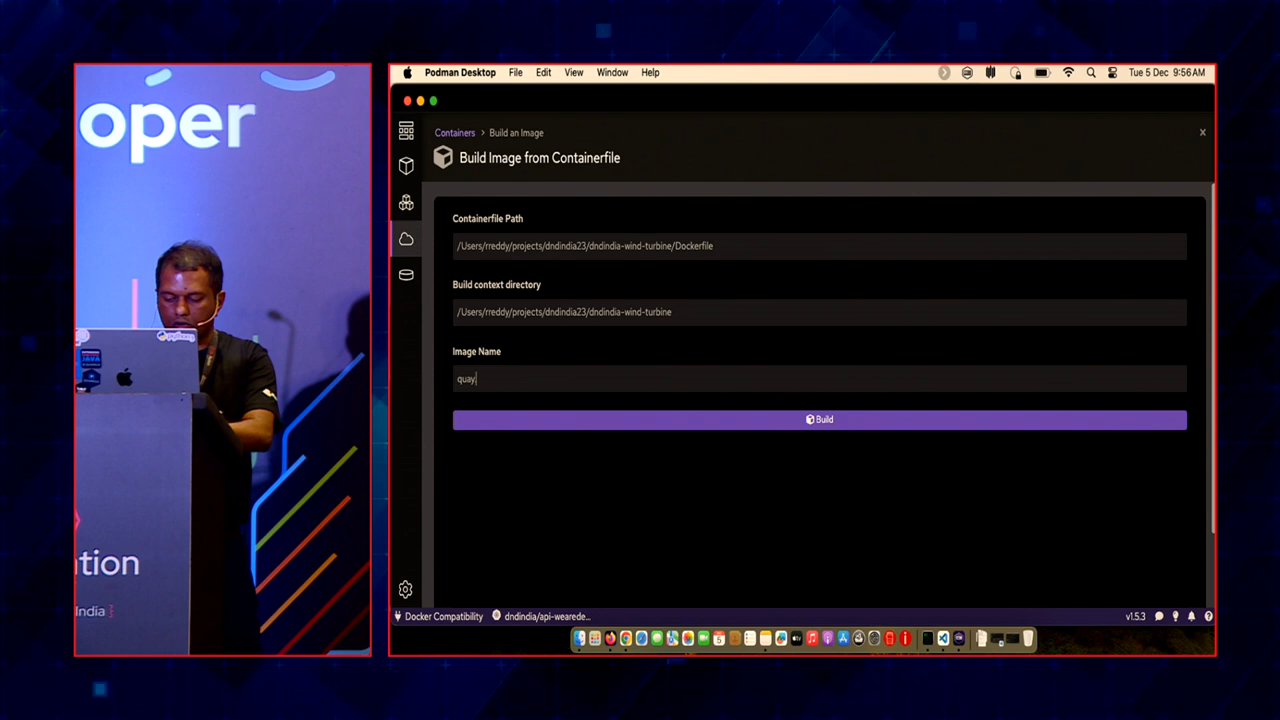 oper
python
JAVA
tion
India
Podman Desktop File Edit View Window Help
Tue 5 Dec 9:56 AM
Containers > Build an Image
×
Build Image from Containerfile
Containerfile Path
/Users/rreddy/projects/dndindia23/dndindia-wind-turbine/Dockerfile
Build context directory
/Users/rreddy/projects/dndindia23/dndindia-wind-turbine
Image Name
quay
Build
Docker Compatibility dndindia/api-wearede...
v1.5.3